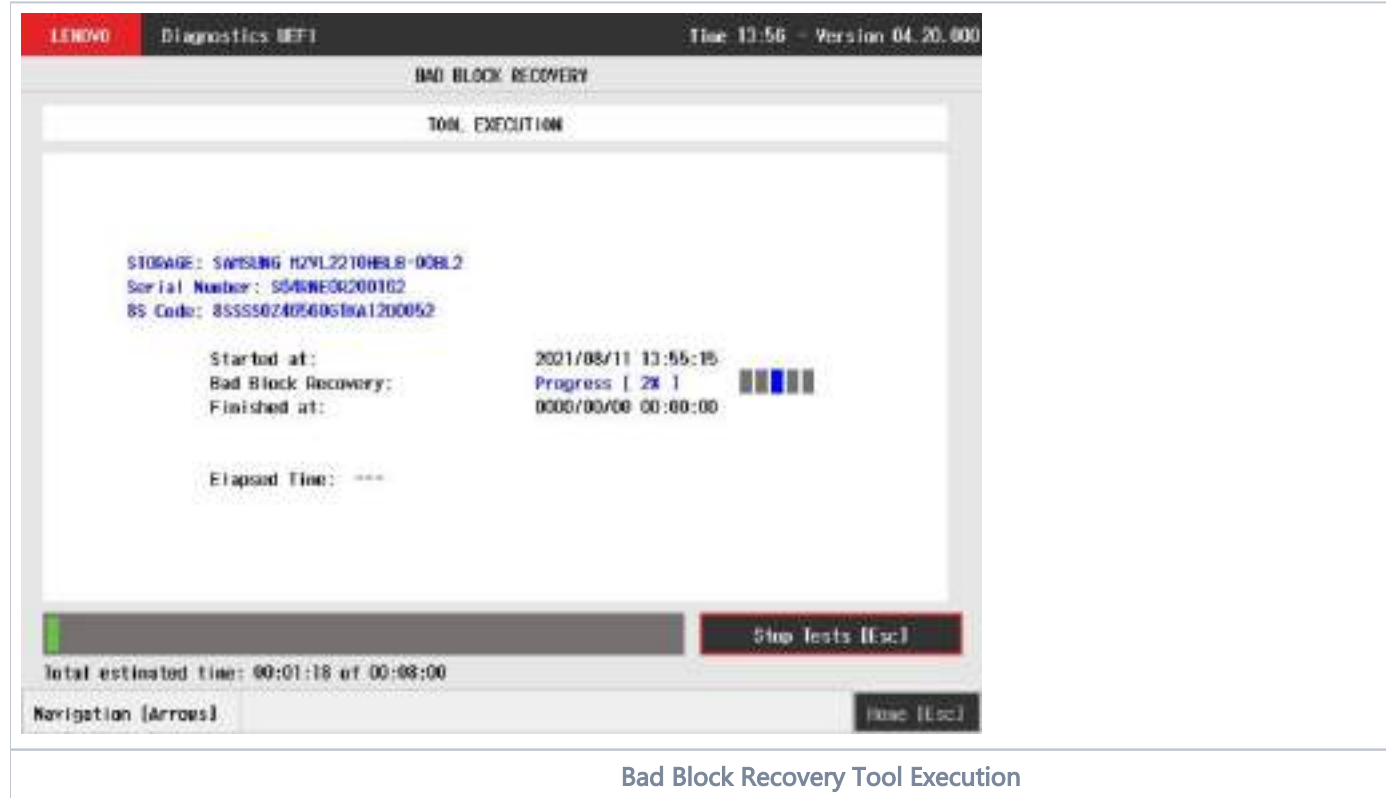 LENOVO Diagnostics UEFI Time 13:56 - Version 04.20.000
BAD BLOCK RECOVERY
TOOL EXECUTION
STORAGE: SAMSUNG
Serial Number:
8S Code:
Started at: 2021/08/11 13:55:15
Bad Block Recovery: Progress [ 2% ]
Finished at: 0000/00/00 00:00:00
Elapsed Time: ---
Stop Tests [Esc]
Total estimated time: 00:01:18 of 00:08:00
Navigation [Arrows] Home [Esc]
Bad Block Recovery Tool Execution